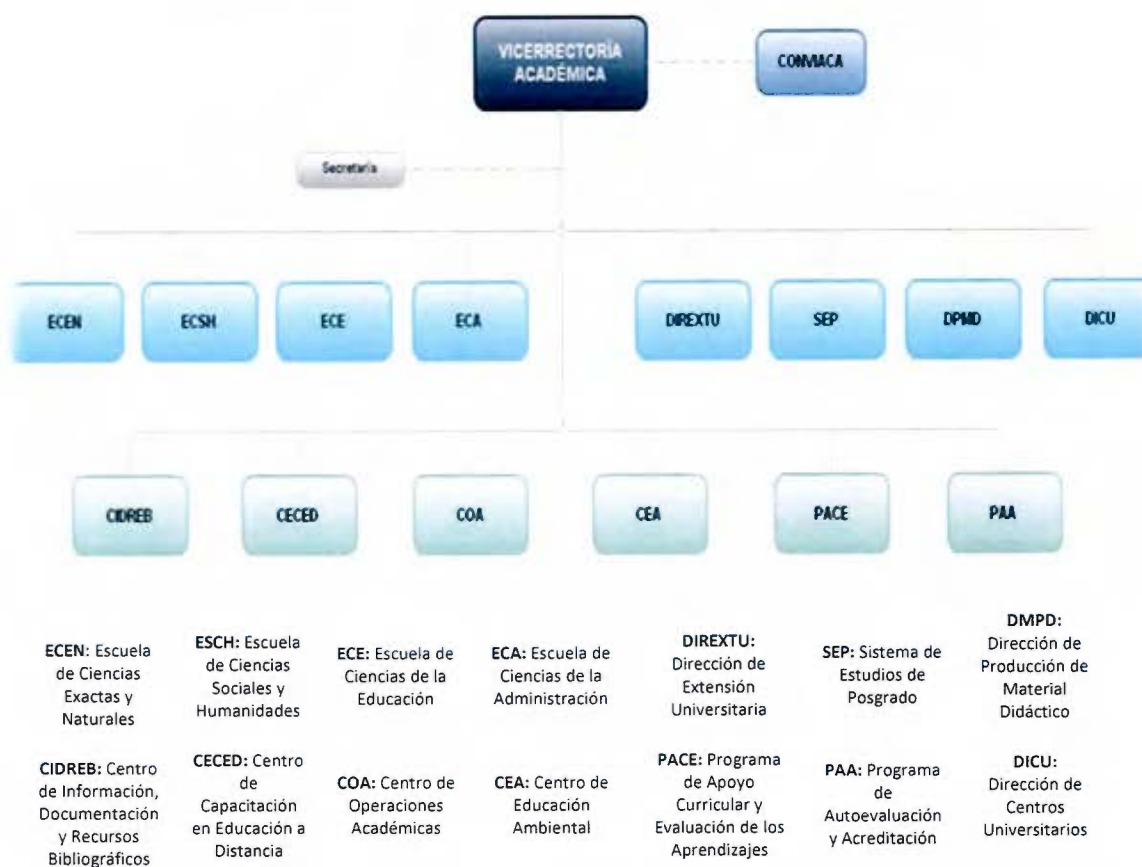 VICERRECTORÍA
ACADÉMICA
CONVIACA
Secretaría
ECEN
ECSH
ECE
ECA
DIREXTU
SEP
DPMD
DICU
CIDREB
CECED
COA
CEA
PACE
PAA
ECEN: Escuela
de Ciencias
Exactas y
Naturales
ESCH: Escuela
de Ciencias
Sociales y
Humanidades
ECE: Escuela de
Ciencias de la
Educación
ECA: Escuela de
Ciencias de la
Administración
DIREXTU:
Dirección de
Extensión
Universitaria
SEP: Sistema de
Estudios de
Posgrado
DMPD:
Dirección de
Producción de
Material
Didáctico
CIDREB: Centro
de Información,
Documentación
y Recursos
Bibliográficos
CECED: Centro
de
Capacitación
en Educación a
Distancia
COA: Centro de
Operaciones
Académicas
CEA: Centro de
Educación
Ambiental
PACE: Programa
de Apoyo
Curricular y
Evaluación de los
Aprendizajes
PAA: Programa
de
Autoevaluación
y Acreditación
DICU:
Dirección de
Centros
Universitarios